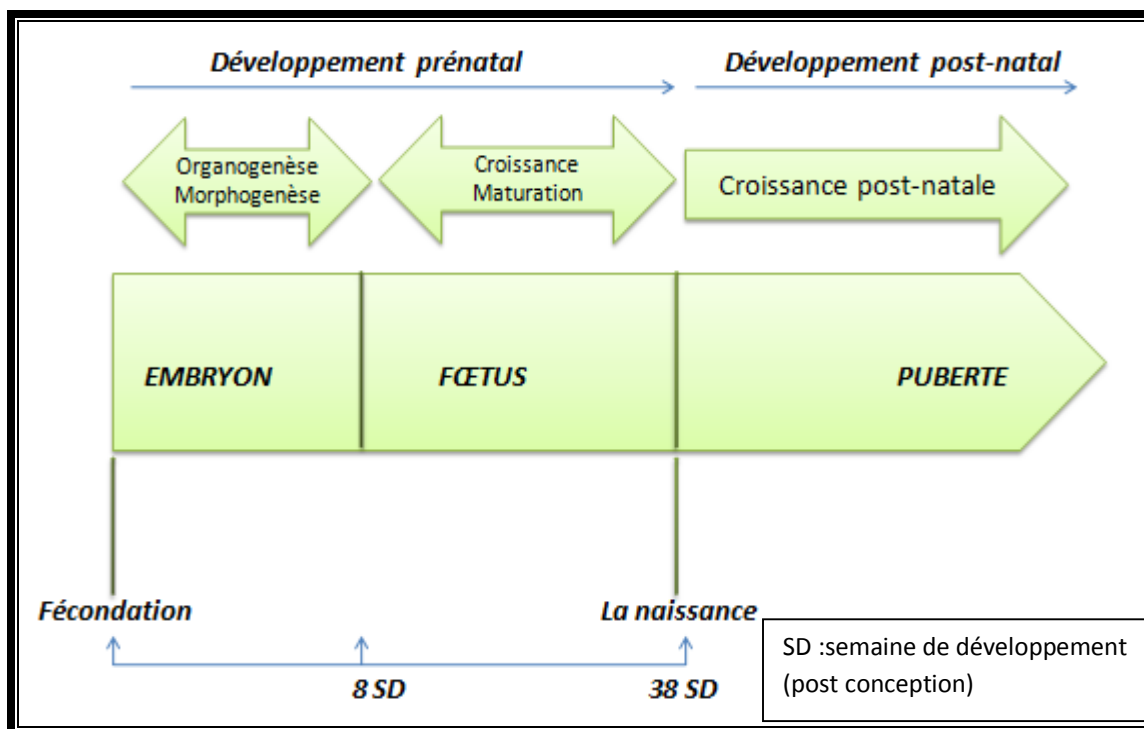 Développement prénatal
Développement post-natal
Organogenèse
Morphogenèse
Croissance
Maturation
Croissance post-natale
EMBRYON
FŒTUS
PUBERTE
Fécondation
La naissance
8 SD
38 SD
SD :semaine de développement
(post conception)